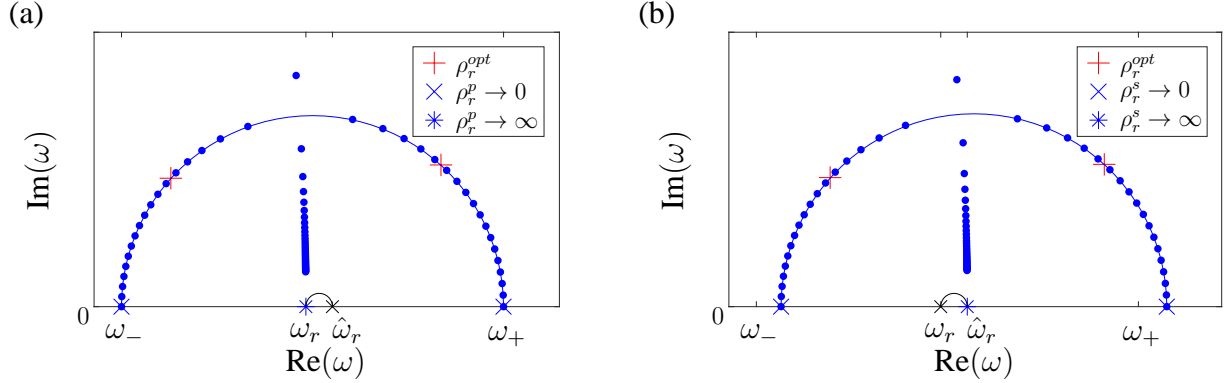 (a)
Im(ω)
ρ_r^{opt}
ρ_r^p → 0
ρ_r^p → ∞
0
ω_- ω_r ω̂_r ω_+
Re(ω)
(b)
Im(ω)
ρ_r^{opt}
ρ_r^s → 0
ρ_r^s → ∞
0
ω_- ω_r ω̂_r ω_+
Re(ω)